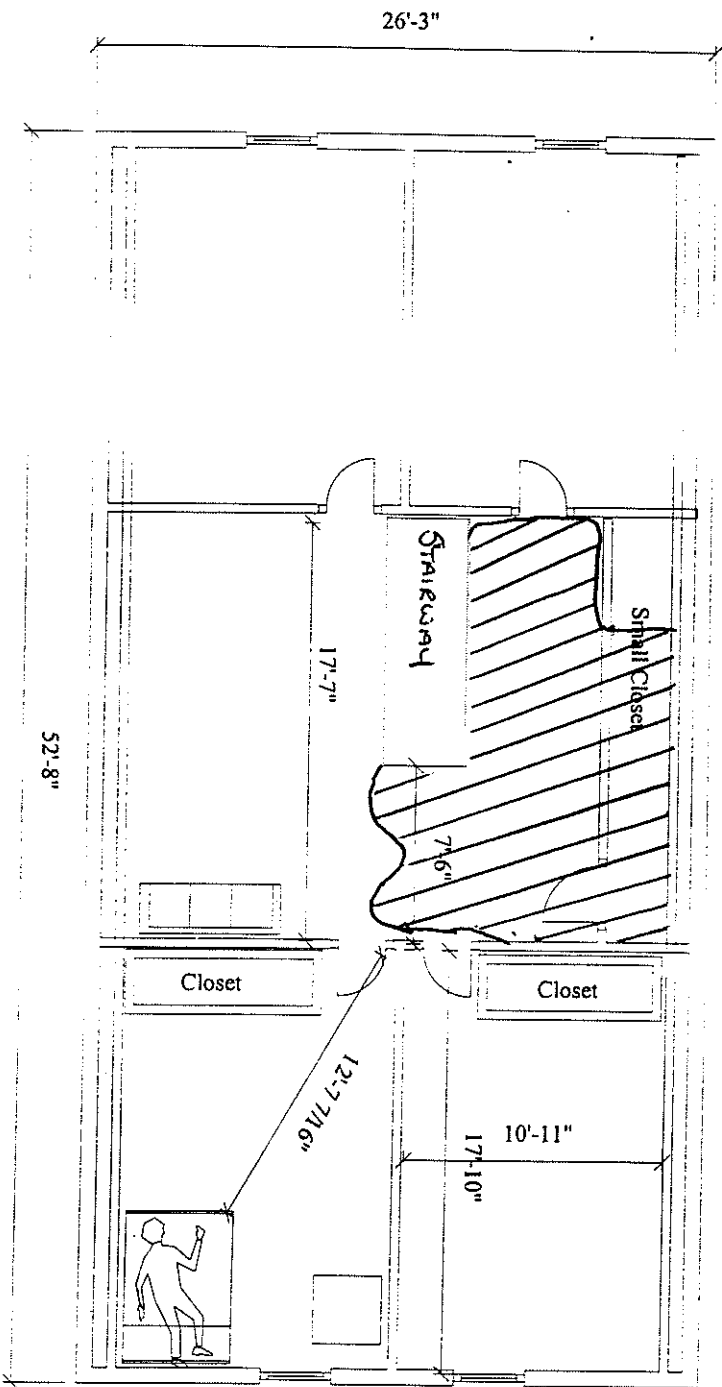 26'-3"
STAIRWAY
Small Closet
17'-7"
52'-8"
7'-6"
Closet
Closet
12'-7 7/16"
10'-11"
17'-10"